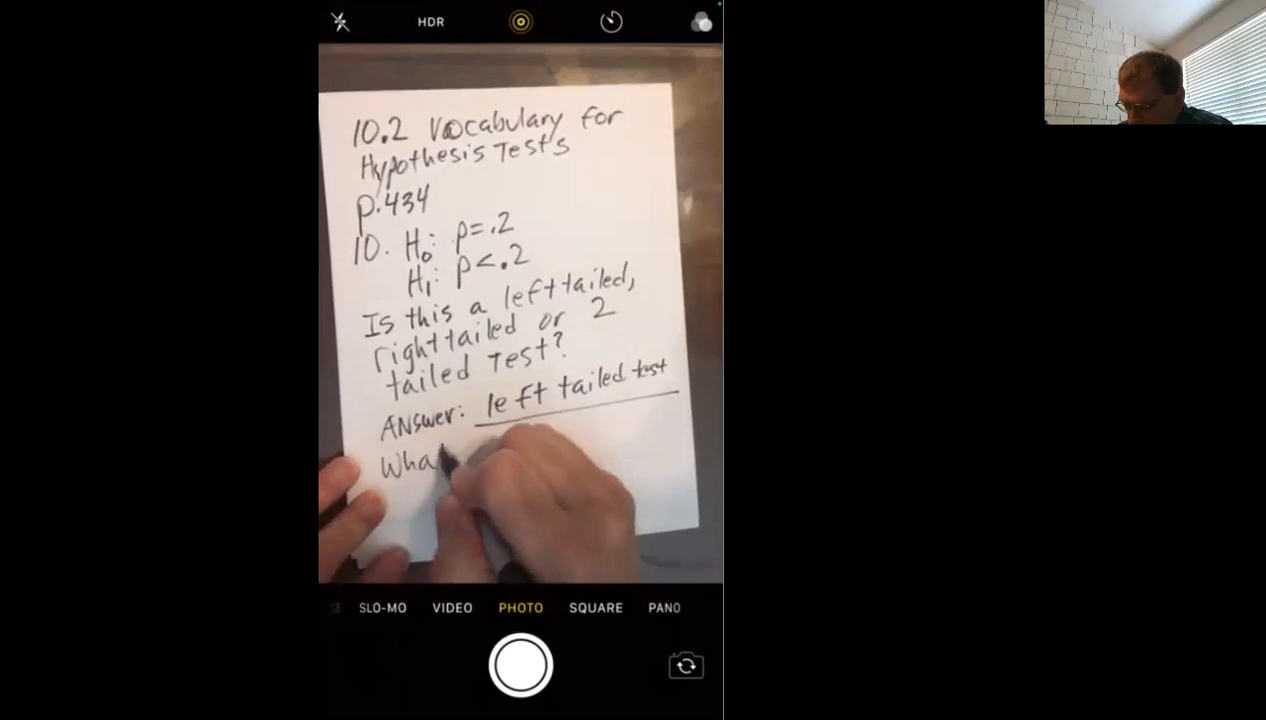 HDR
10.2 Vocabulary for
Hypothesis Tests
p.434
10. H₀: p=.2
H₁: p<.2
Is this a left tailed,
right tailed or 2
tailed Test?
Answer: left tailed test
Wha
SLO-MO VIDEO PHOTO SQUARE PANO